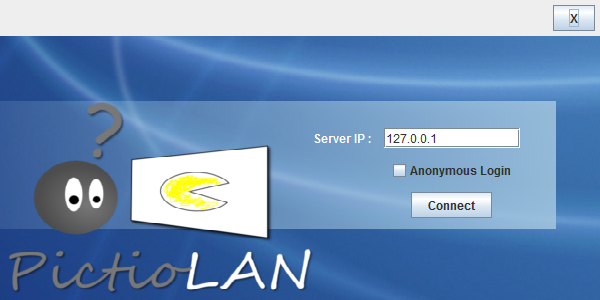 X
?
Server IP : 127.0.0.1
Anonymous Login
Connect
PictioLAN